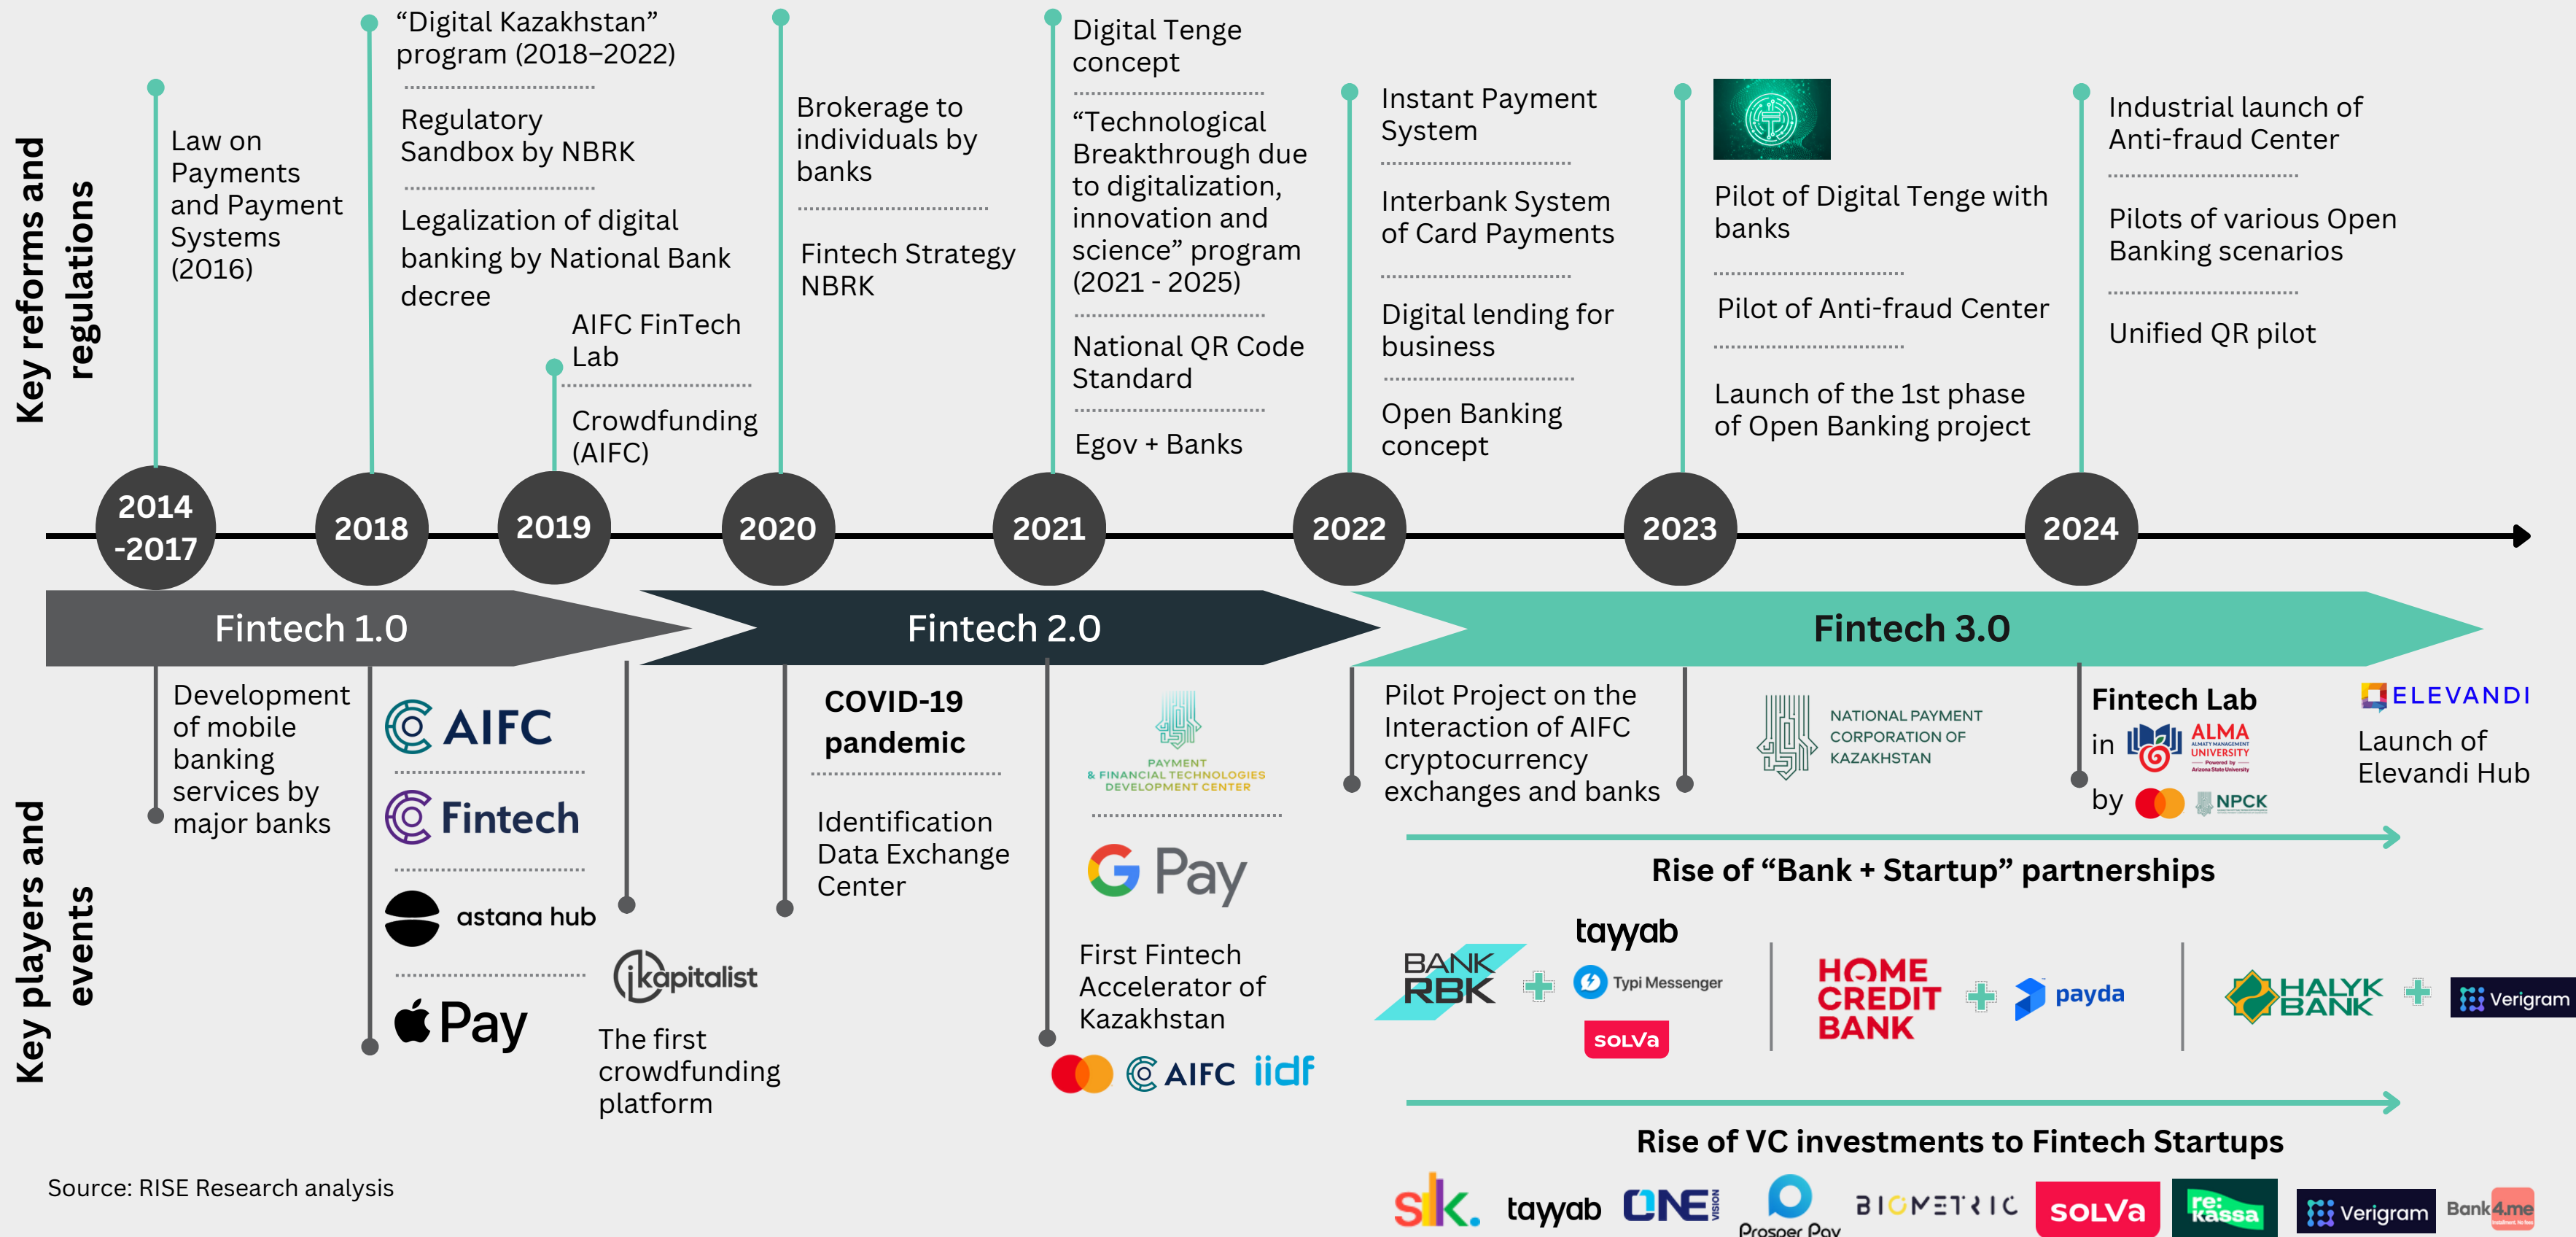 Key reforms and
regulations
Law on
Payments
and Payment
Systems
(2016)
“Digital Kazakhstan”
program (2018–2022)
Regulatory
Sandbox by NBRK
Legalization of digital
banking by National Bank
decree
AIFC FinTech
Lab
Crowdfunding
(AIFC)
Brokerage to
individuals by
banks
Fintech Strategy
NBRK
Digital Tenge
concept
“Technological
Breakthrough due
to digitalization,
innovation and
science” program
(2021 - 2025)
National QR Code
Standard
Egov + Banks
Instant Payment
System
Interbank System
of Card Payments
Digital lending for
business
Open Banking
concept
Pilot of Digital Tenge with
banks
Pilot of Anti-fraud Center
Launch of the 1st phase
of Open Banking project
Industrial launch of
Anti-fraud Center
Pilots of various Open
Banking scenarios
Unified QR pilot
2014
-2017
2018
2019
2020
2021
2022
2023
2024
Fintech 1.0
Fintech 2.0
Fintech 3.0
Key players and
events
Development
of mobile
banking
services by
major banks
AIFC
Fintech
astana hub
Pay
ikapitalist
The first
crowdfunding
platform
COVID-19
pandemic
Identification
Data Exchange
Center
PAYMENT
& FINANCIAL TECHNOLOGIES
DEVELOPMENT CENTER
G Pay
First Fintech
Accelerator of
Kazakhstan
AIFC
iidf
Pilot Project on the
Interaction of AIFC
cryptocurrency
exchanges and banks
NATIONAL PAYMENT
CORPORATION OF
KAZAKHSTAN
Fintech Lab
in
ALMA
ALMATY MANAGEMENT
UNIVERSITY
Powered by
Arizona State University
by
NPCK
ELEVANDI
Launch of
Elevandi Hub
Rise of “Bank + Startup” partnerships
BANK
RBK
tayyab
Typi Messenger
SOLVa
HOME
CREDIT
BANK
payda
HALYK
BANK
Verigram
Rise of VC investments to Fintech Startups
silk.
tayyab
ONE
VISION
Prosper Pay
BIOMETRIC
SOLVa
re:
kassa
Verigram
Bank4.me
Source: RISE Research analysis